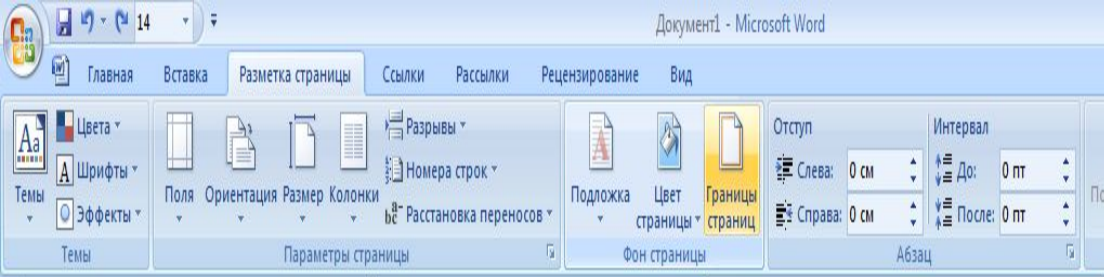 14
Документ1 - Microsoft Word
Главная Вставка Разметка страницы Ссылки Рассылки Рецензирование Вид
Aa
Темы
Цвета
A Шрифты
Эффекты
Темы
Поля
Ориентация
Размер
Колонки
Разрывы
Номера строк
Расстановка переносов
Параметры страницы
A
Подложка
Цвет
страницы
Границы
страниц
Фон страницы
Отступ
Слева: 0 см
Справа: 0 см
Интервал
До: 0 пт
После: 0 пт
Абзац